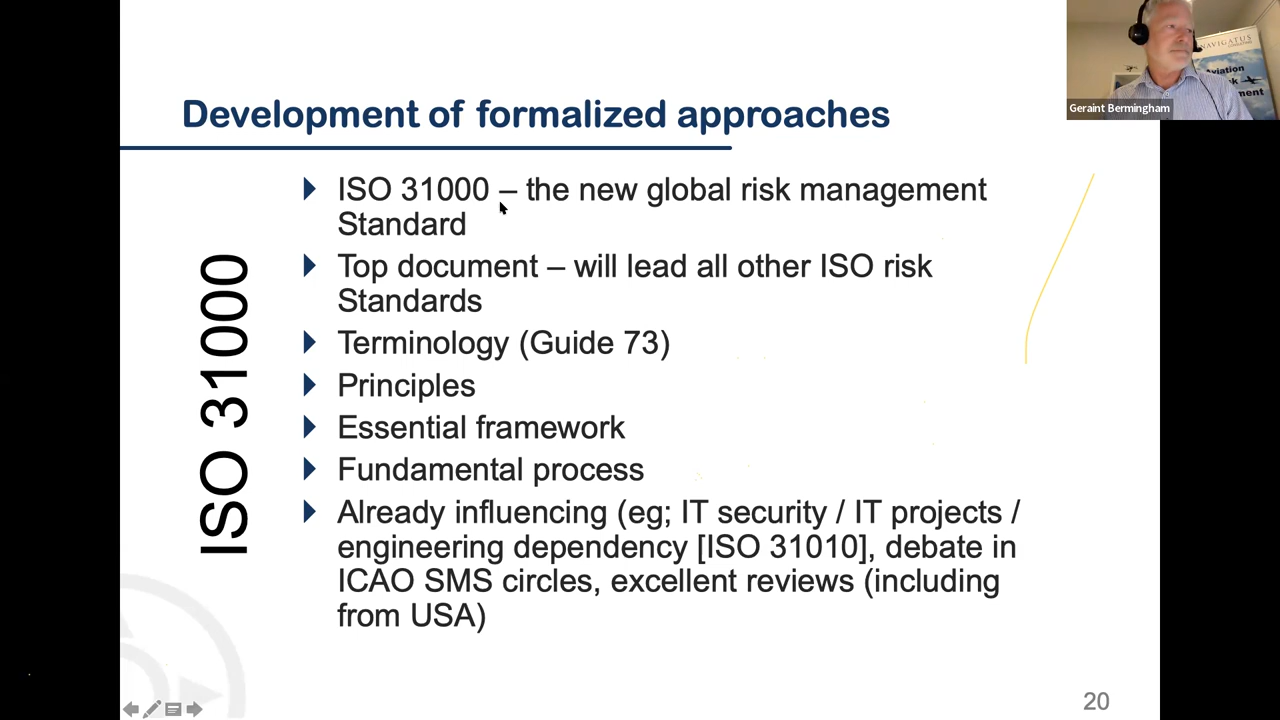 Development of formalized approaches
ISO 31000
ISO 31000 – the new global risk management
Standard
Top document – will lead all other ISO risk
Standards
Terminology (Guide 73)
Principles
Essential framework
Fundamental process
Already influencing (eg; IT security / IT projects /
engineering dependency [ISO 31010], debate in
ICAO SMS circles, excellent reviews (including
from USA)
20
NAVIGATUS
Geraint Bermingham